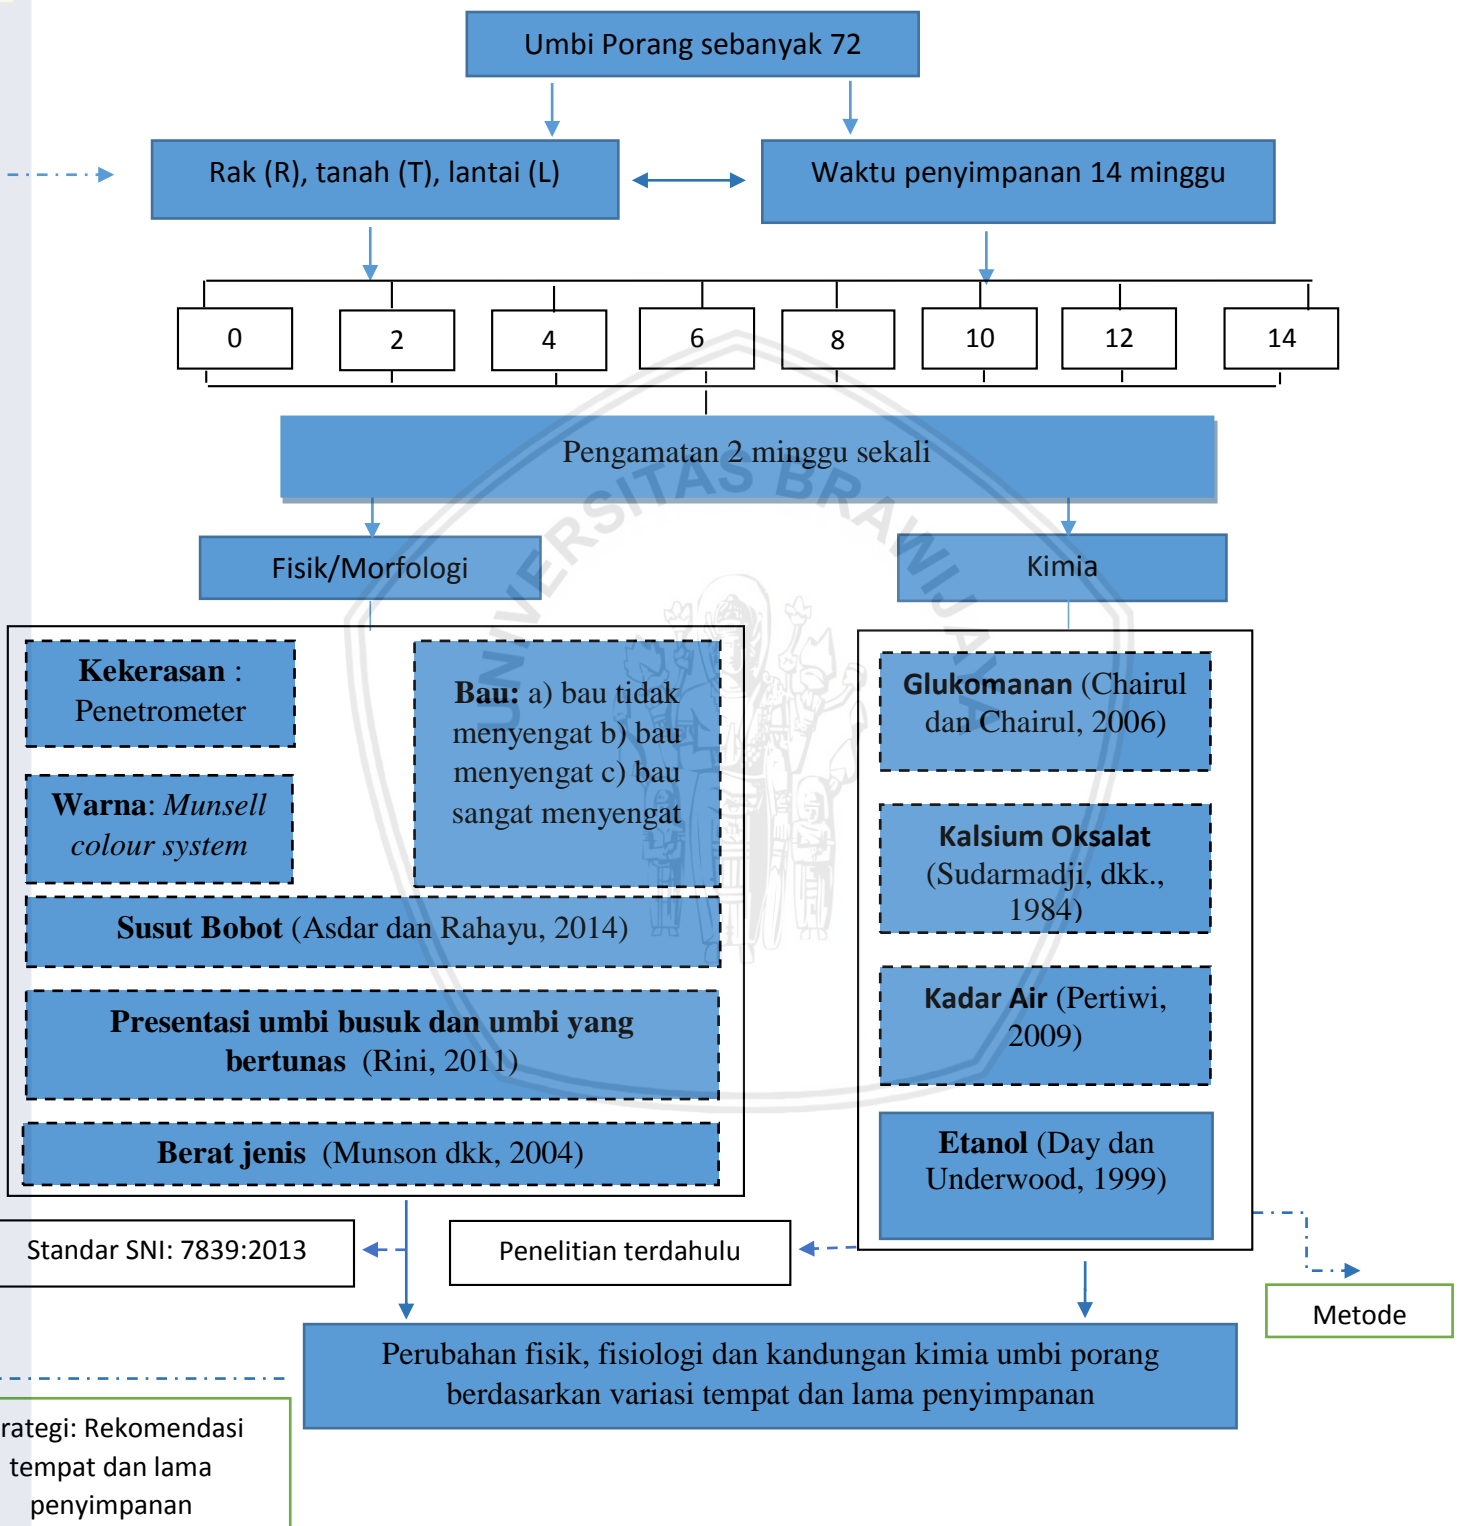 Umbi Porang sebanyak 72
Rak (R), tanah (T), lantai (L)
Waktu penyimpanan 14 minggu
0
2
4
6
8
10
12
14
Pengamatan 2 minggu sekali
Fisik/Morfologi
Kimia
Kekerasan :
Penetrometer
Warna: Munsell
colour system
Bau: a) bau tidak
menyengat b) bau
menyengat c) bau
sangat menyengat
Susut Bobot (Asdar dan Rahayu, 2014)
Presentasi umbi busuk dan umbi yang
bertunas (Rini, 2011)
Berat jenis (Munson dkk, 2004)
Glukomanan (Chairul
dan Chairul, 2006)
Kalsium Oksalat
(Sudarmadji, dkk.,
1984)
Kadar Air (Pertiwi,
2009)
Etanol (Day dan
Underwood, 1999)
Standar SNI: 7839:2013
Penelitian terdahulu
Metode
Perubahan fisik, fisiologi dan kandungan kimia umbi porang
berdasarkan variasi tempat dan lama penyimpanan
rategi: Rekomendasi
tempat dan lama
penyimpanan
UNIVERSITAS BRAWIJAYA